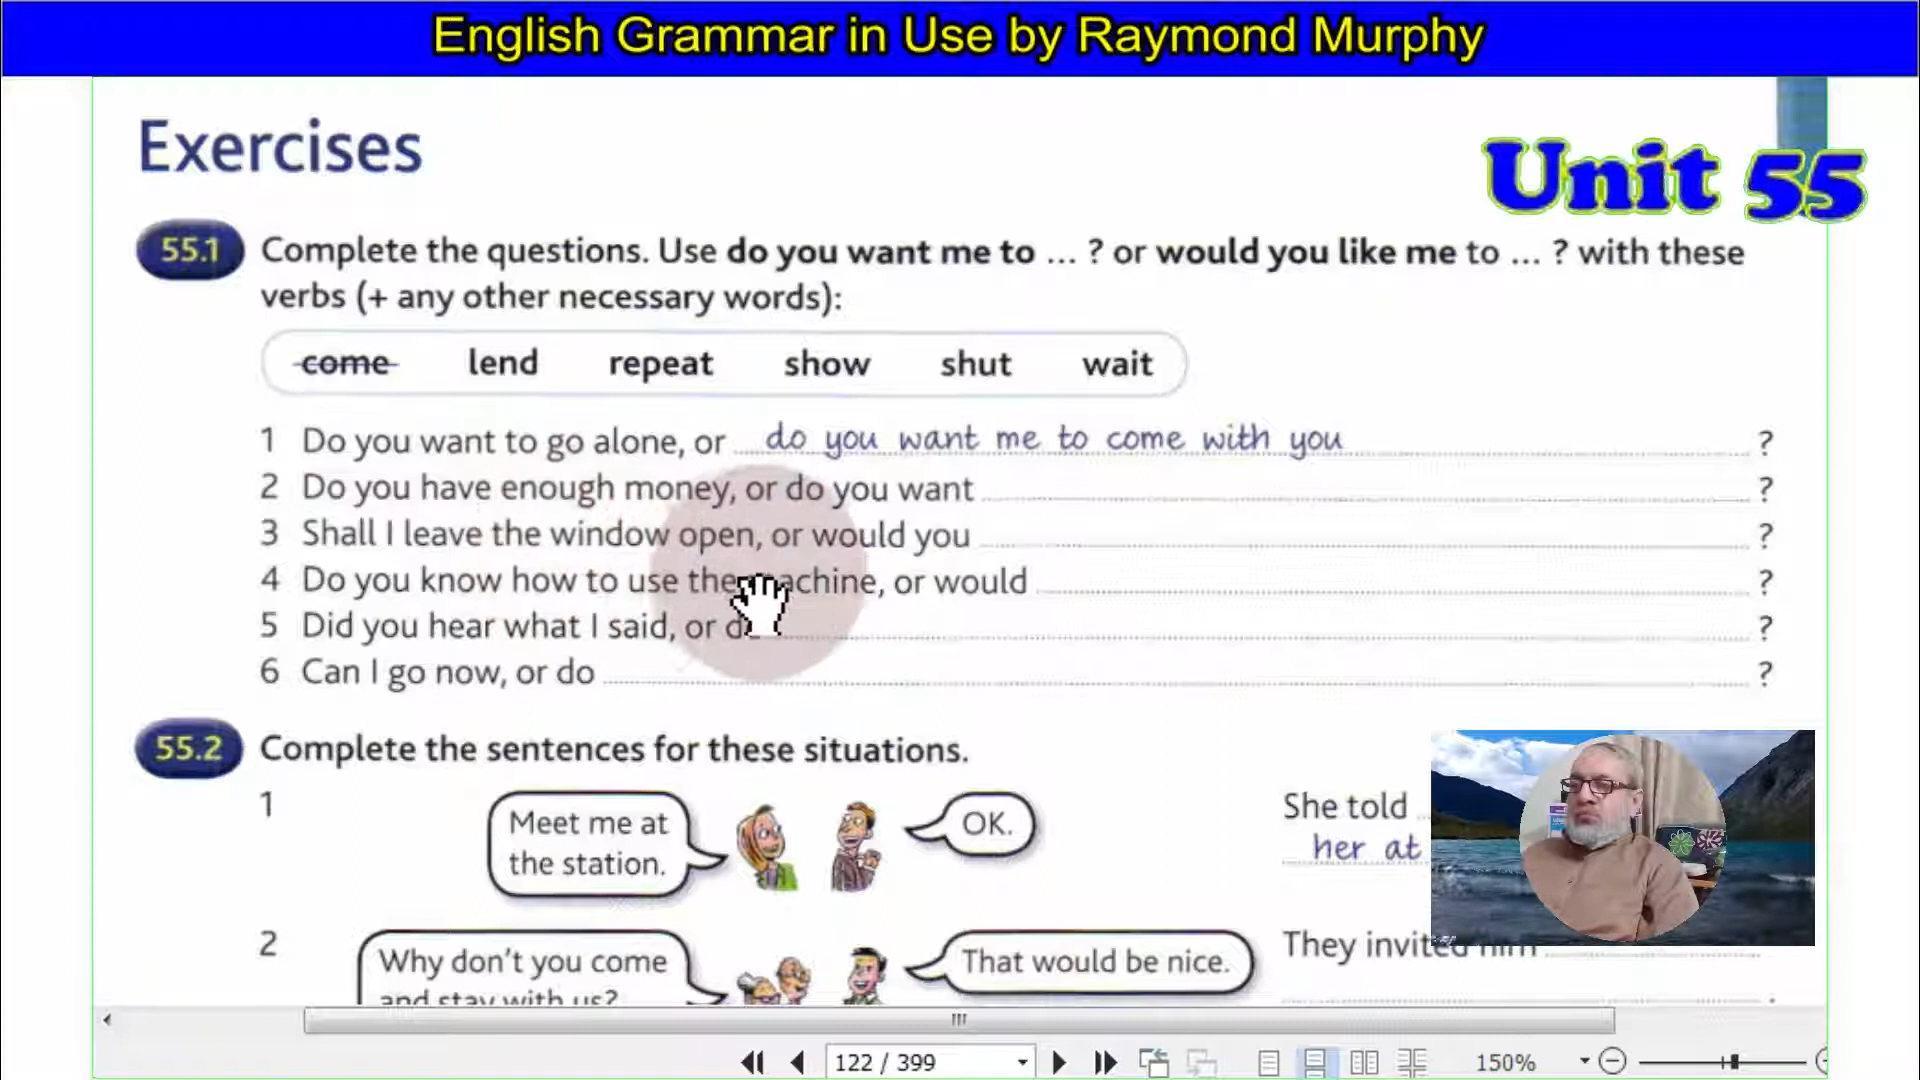 English Grammar in Use by Raymond Murphy
Exercises
Unit 55
55.1 Complete the questions. Use do you want me to ... ? or would you like me to ... ? with these
verbs (+ any other necessary words):
come lend repeat show shut wait
1 Do you want to go alone, or do you want me to come with you ?
2 Do you have enough money, or do you want ?
3 Shall I leave the window open, or would you ?
4 Do you know how to use the machine, or would ?
5 Did you hear what I said, or ?
6 Can I go now, or do ?
55.2 Complete the sentences for these situations.
1
Meet me at
the station.
OK.
She told
her at
2
Why don't you come
and stay with us?
That would be nice.
They invited him
.
122 / 399
150%